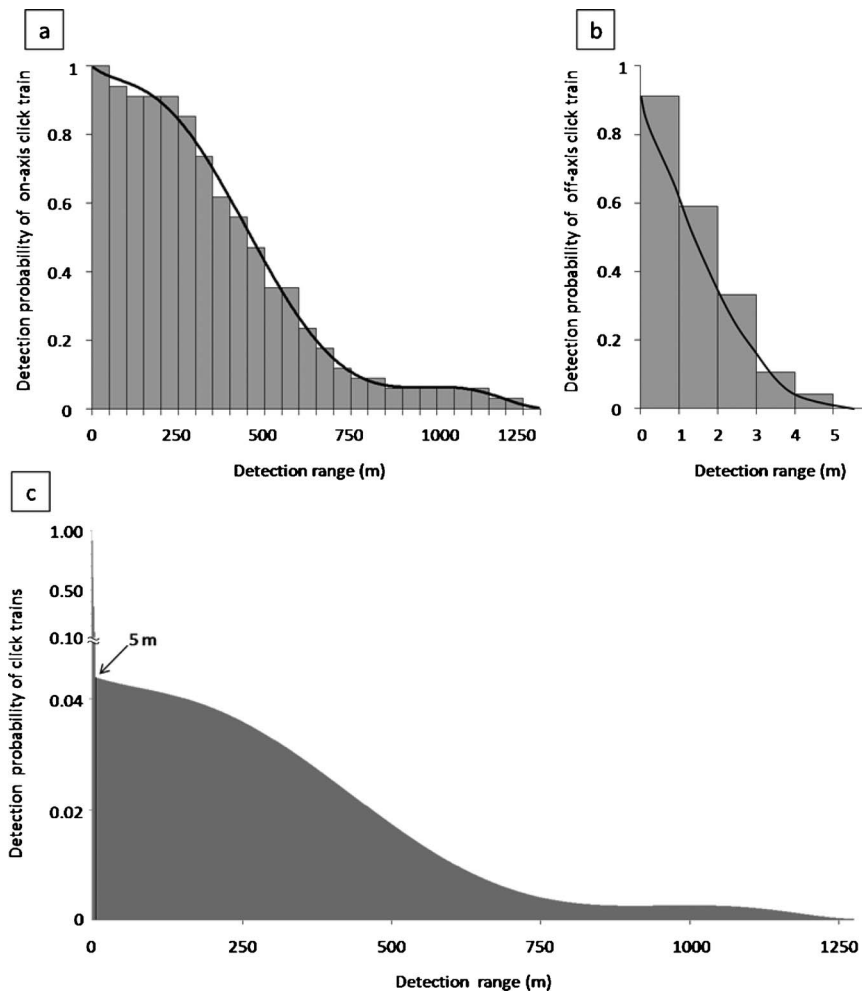 a
Detection probability of on-axis click train
1
0.8
0.6
0.4
0.2
0
0 250 500 750 1000 1250
Detection range (m)
b
Detection probability of off-axis click train
1
0.8
0.6
0.4
0.2
0
0 1 2 3 4 5
Detection range (m)
c
Detection probability of click trains
1.00
0.50
0.10
5 m
0.04
0.02
0
0 250 500 750 1000 1250
Detection range (m)